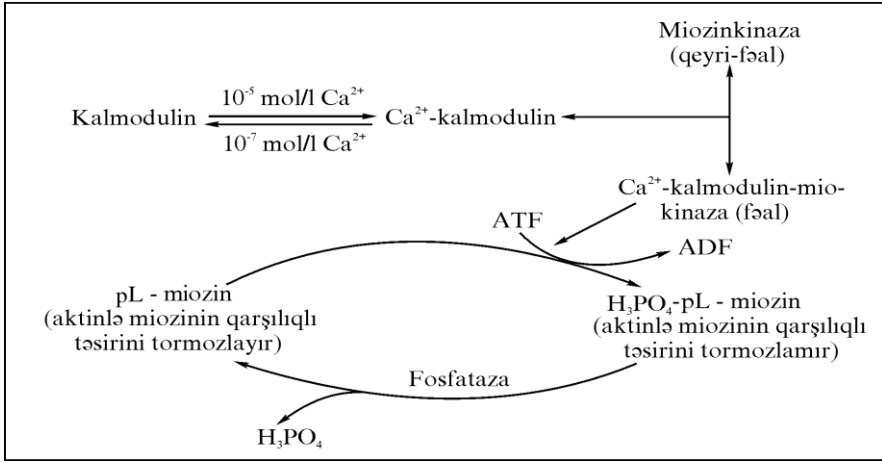 Miozinkinaza
(qeyri-fəal)
10⁻⁵ mol/l Ca²⁺
Kalmodulin
Ca²⁺-kalmodulin
10⁻⁷ mol/l Ca²⁺
Ca²⁺-kalmodulin-mio-
kinaza (fəal)
ATF
ADF
pL - miozin
(aktinlə miozinin qarşılıqlı
təsirini tormozlayır)
H₃PO₄-pL - miozin
(aktinlə miozinin qarşılıqlı
təsirini tormozlamır)
Fosfataza
H₃PO₄